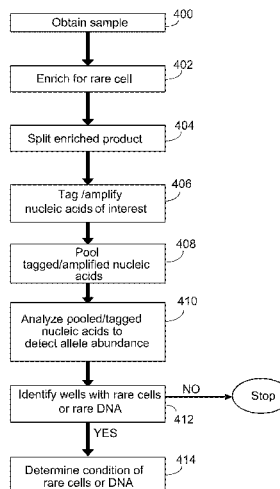 Obtain sample
400
Enrich for rare cell
402
Split enriched product
404
Tag /amplify
nucleic acids of interest
406
Pool
tagged/amplified nucleic
acids
408
Analyze pooled/tagged
nucleic acids to
detect allele abundance
410
Identify wells with rare cells
or rare DNA
412
NO
Stop
YES
Determine condition of
rare cells or DNA
414